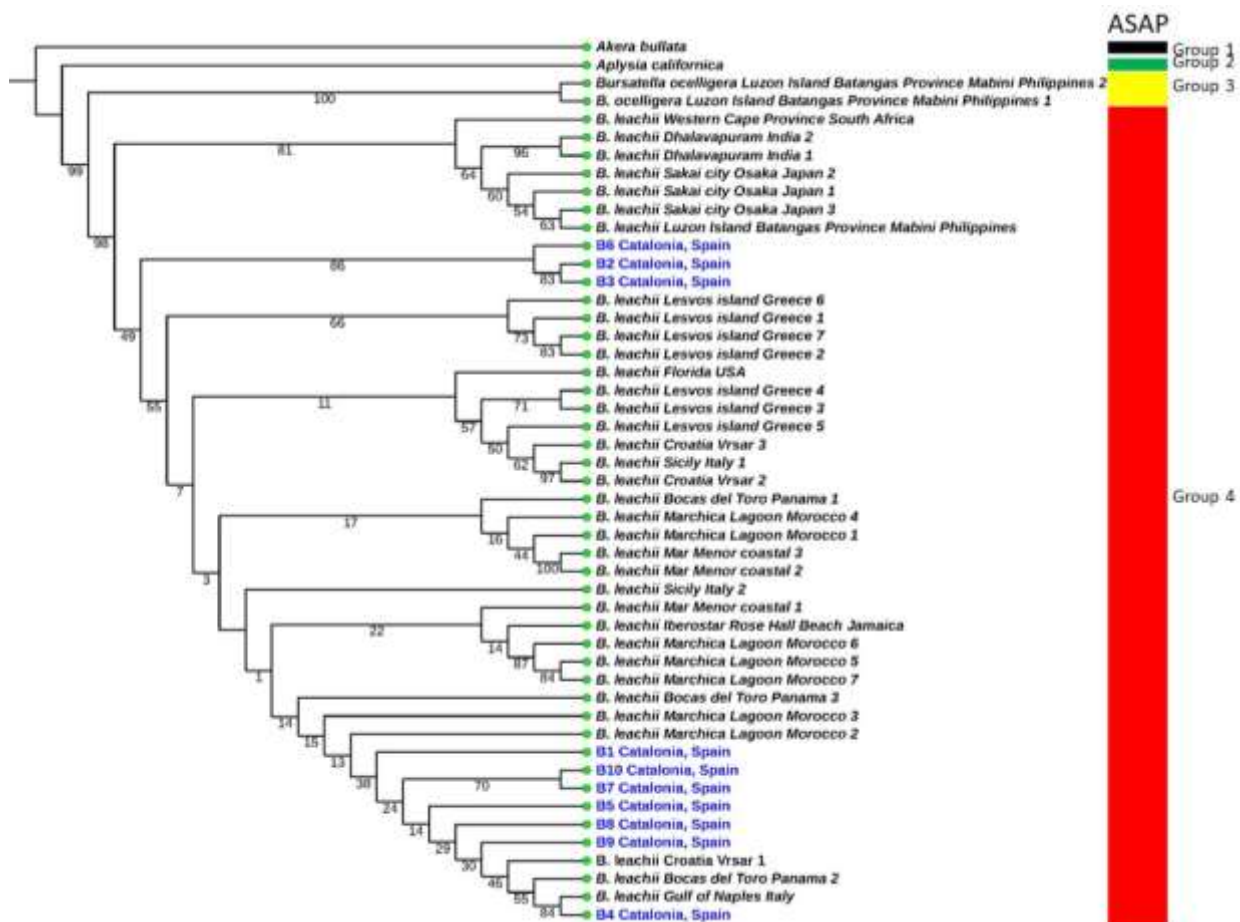 ASAP
Akera bullata
Group 1
Aplysia californica
Group 2
Bursatella ocelligera Luzon Island Batangas Province Mabini Philippines 2
Group 3
100
B. ocelligera Luzon Island Batangas Province Mabini Philippines 1
B. leachii Western Cape Province South Africa
B. leachii Dhalavapuram India 2
81
96
B. leachii Dhalavapuram India 1
99
64
B. leachii Sakai city Osaka Japan 2
60
B. leachii Sakai city Osaka Japan 1
54
B. leachii Sakai city Osaka Japan 3
63
B. leachii Luzon Island Batangas Province Mabini Philippines
98
B6 Catalonia, Spain
86
B2 Catalonia, Spain
83
B3 Catalonia, Spain
B. leachii Lesvos island Greece 6
B. leachii Lesvos island Greece 1
66
73
B. leachii Lesvos island Greece 7
49
83
B. leachii Lesvos island Greece 2
B. leachii Florida USA
B. leachii Lesvos island Greece 4
11
71
B. leachii Lesvos island Greece 3
55
57
B. leachii Lesvos island Greece 5
50
B. leachii Croatia Vrsar 3
62
B. leachii Sicily Italy 1
97
B. leachii Croatia Vrsar 2
7
B. leachii Bocas del Toro Panama 1
Group 4
B. leachii Marchica Lagoon Morocco 4
17
16
B. leachii Marchica Lagoon Morocco 1
44
B. leachii Mar Menor coastal 3
100
B. leachii Mar Menor coastal 2
3
B. leachii Sicily Italy 2
B. leachii Mar Menor coastal 1
B. leachii Iberostar Rose Hall Beach Jamaica
22
14
B. leachii Marchica Lagoon Morocco 6
87
B. leachii Marchica Lagoon Morocco 5
84
B. leachii Marchica Lagoon Morocco 7
1
B. leachii Bocas del Toro Panama 3
14
B. leachii Marchica Lagoon Morocco 3
15
B. leachii Marchica Lagoon Morocco 2
13
B1 Catalonia, Spain
38
B10 Catalonia, Spain
70
B7 Catalonia, Spain
24
B5 Catalonia, Spain
14
B8 Catalonia, Spain
29
B9 Catalonia, Spain
30
B. leachii Croatia Vrsar 1
46
B. leachii Bocas del Toro Panama 2
55
B. leachii Gulf of Naples Italy
84
B4 Catalonia, Spain